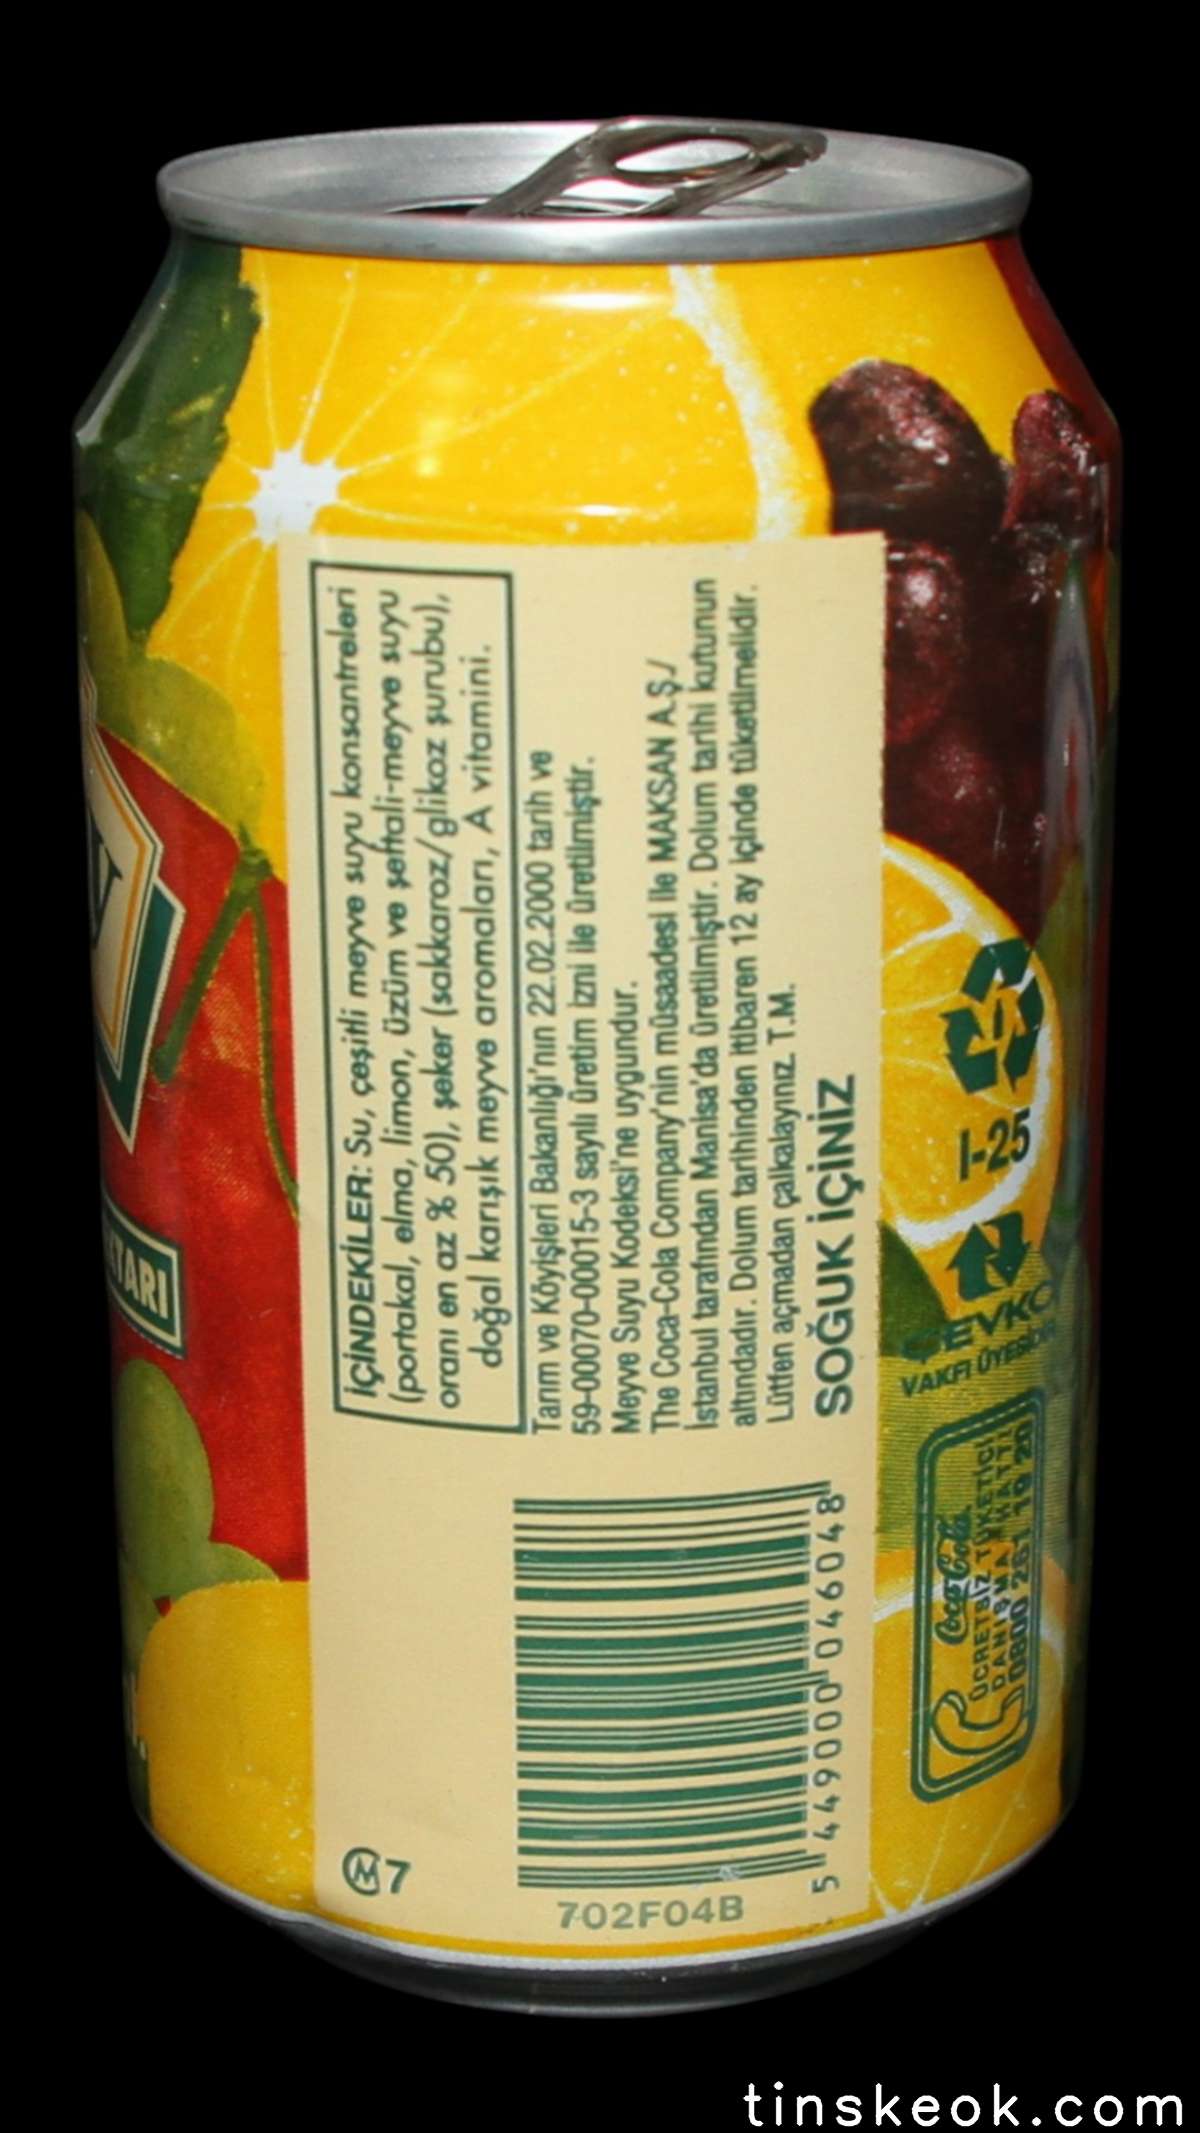 İÇİNDEKİLER: Su, çeşitli meyve suyu konsantreleri
(portakal, elma, limon, üzüm ve şeftali-meyve suyu
oranı en az % 50), şeker (sakkaroz/glikoz şurubu),
doğal karışık meyve aromaları, A vitamini.
Tarım ve Köyişleri Bakanlığı'nın 22.02.2000 tarih ve
59-00070-000015-3 sayılı üretim izni ile üretilmiştir.
Meyve Suyu Kodeksi'ne uygundur.
The Coca-Cola Company'nin müsaadesi ile MAKSAN A.Ş./
İstanbul tarafından Manisa'da üretilmiştir. Dolum tarihi kutunun
altındadır. Dolum tarihinden itibaren 12 ay içinde tüketilmelidir.
Lütfen açmadan çalkalayınız. T.M.
SOĞUK İÇİNİZ
5 449000 046048
702F04B
7
I-25
ÇEVKO
VAKFI ÜYESİDİR
Coca-Cola
ÜCRETSİZ TÜKETİCİ
DANIŞMA HATTI
0800 261 19 20
TARI
tinskeok.com